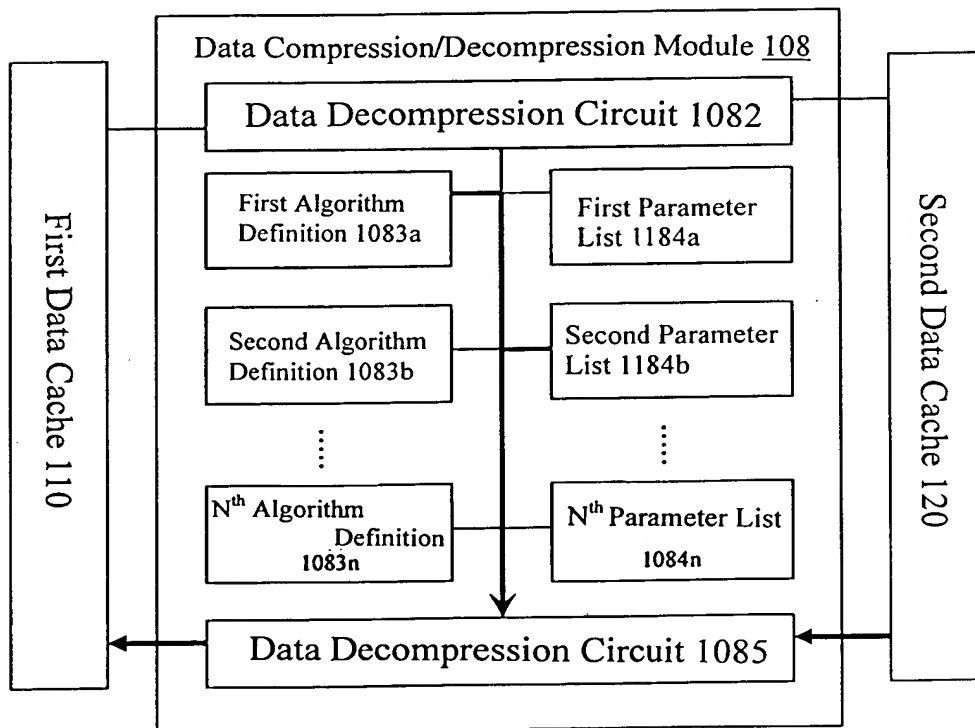 Data Compression/Decompression Module 108
Data Decompression Circuit 1082
First Data Cache 110
First Algorithm
Definition 1083a
First Parameter
List 1184a
Second Algorithm
Definition 1083b
Second Parameter
List 1184b
Nth Algorithm
Definition
1083n
Nth Parameter List
1084n
Data Decompression Circuit 1085
Second Data Cache 120